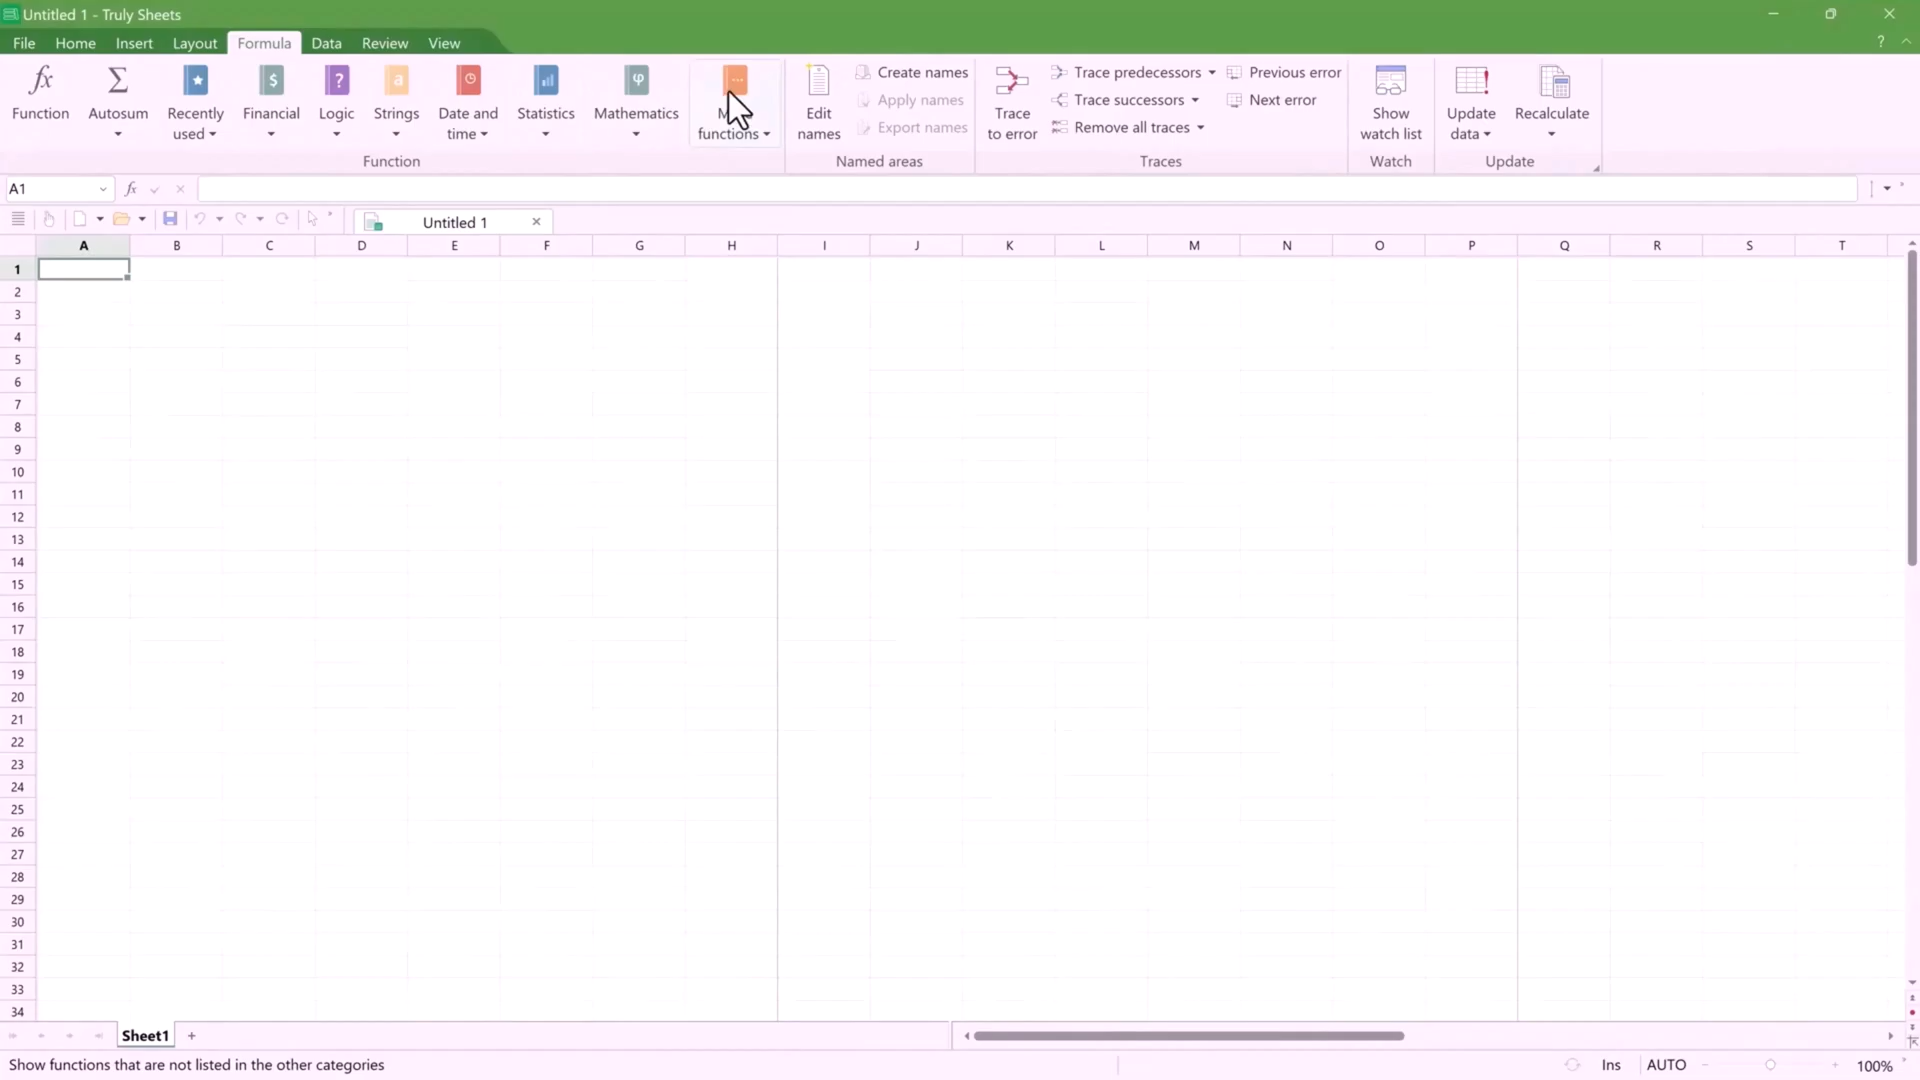 Untitled 1 - Truly Sheets
File Home Insert Layout Formula Data Review View ?
fx Function
Autosum
Recently used
$ Financial
? Logic
a Strings
Date and time
Statistics
φ Mathematics
functions
Edit names
Create names
Apply names
Export names
Trace to error
Trace predecessors
Trace successors
Remove all traces
Previous error
Next error
Show watch list
Update data
Recalculate
Function Named areas Traces Watch Update
A1 fx
Untitled 1
A B C D E F G H I J K L M N O P Q R S T
1
2
3
4
5
6
7
8
9
10
11
12
13
14
15
16
17
18
19
20
21
22
23
24
25
26
27
28
29
30
31
32
33
34
Sheet1 +
Show functions that are not listed in the other categories Ins AUTO 100%